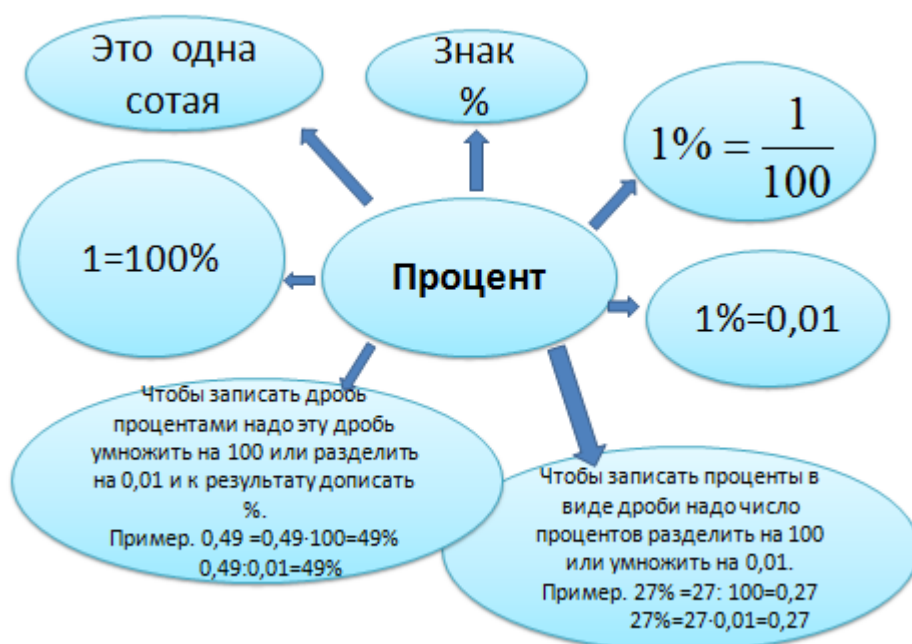 Это одна
сотая
Знак
%
1% = 1/100
1=100%
Процент
1%=0,01
Чтобы записать дробь
процентами надо эту дробь
умножить на 100 или разделить
на 0,01 и к результату дописать
%.
Пример. 0,49 =0,49·100=49%
0,49:0,01=49%
Чтобы записать проценты в
виде дроби надо число
процентов разделить на 100
или умножить на 0,01.
Пример. 27% =27: 100=0,27
27%=27·0,01=0,27